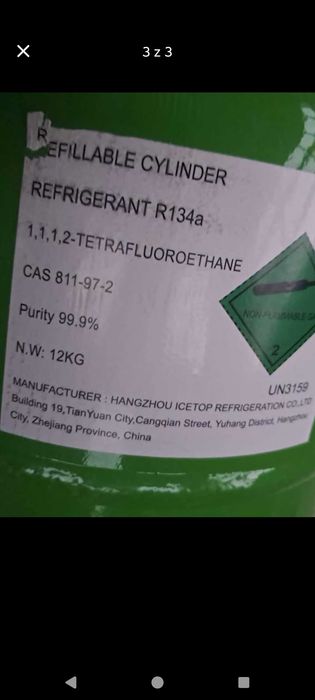 3 z 3
REFILLABLE CYLINDER
REFRIGERANT R134a
1,1,1,2-TETRAFLUOROETHANE
CAS 811-97-2
Purity 99.9%
N.W: 12KG
NON-FLAMMABLE GAS
2
UN3159
MANUFACTURER : HANGZHOU ICETOP REFRIGERATION CO.,LTD
Building 19,TianYuan City,Cangqian Street, Yuhang District, Hangzhou
City, Zhejiang Province, China